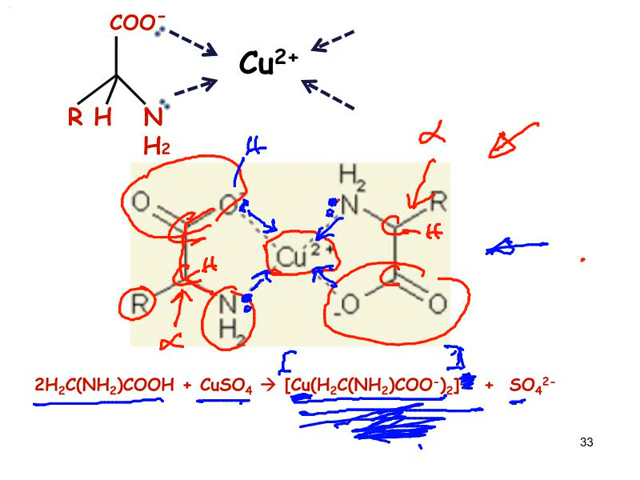 COO⁻
Cu²⁺
R H N
H₂
H
α
H₂
O O⁻ N R
H H
Cu²⁺
R N ⁻O O
H₂
α
[ ]
2H₂C(NH₂)COOH + CuSO₄ → [Cu(H₂C(NH₂)COO⁻)₂] + SO₄²⁻
33